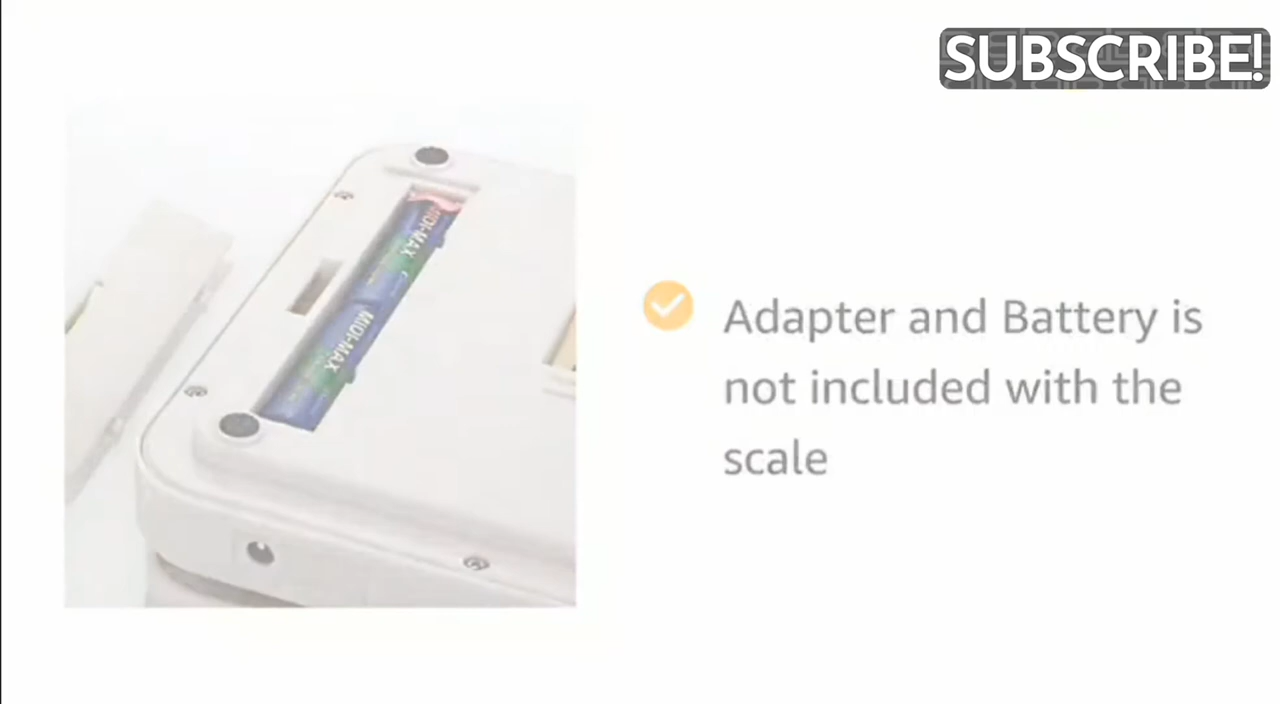 SUBSCRIBE!
MIDI-MAX
MIDI-MAX
Adapter and Battery is
not included with the
scale